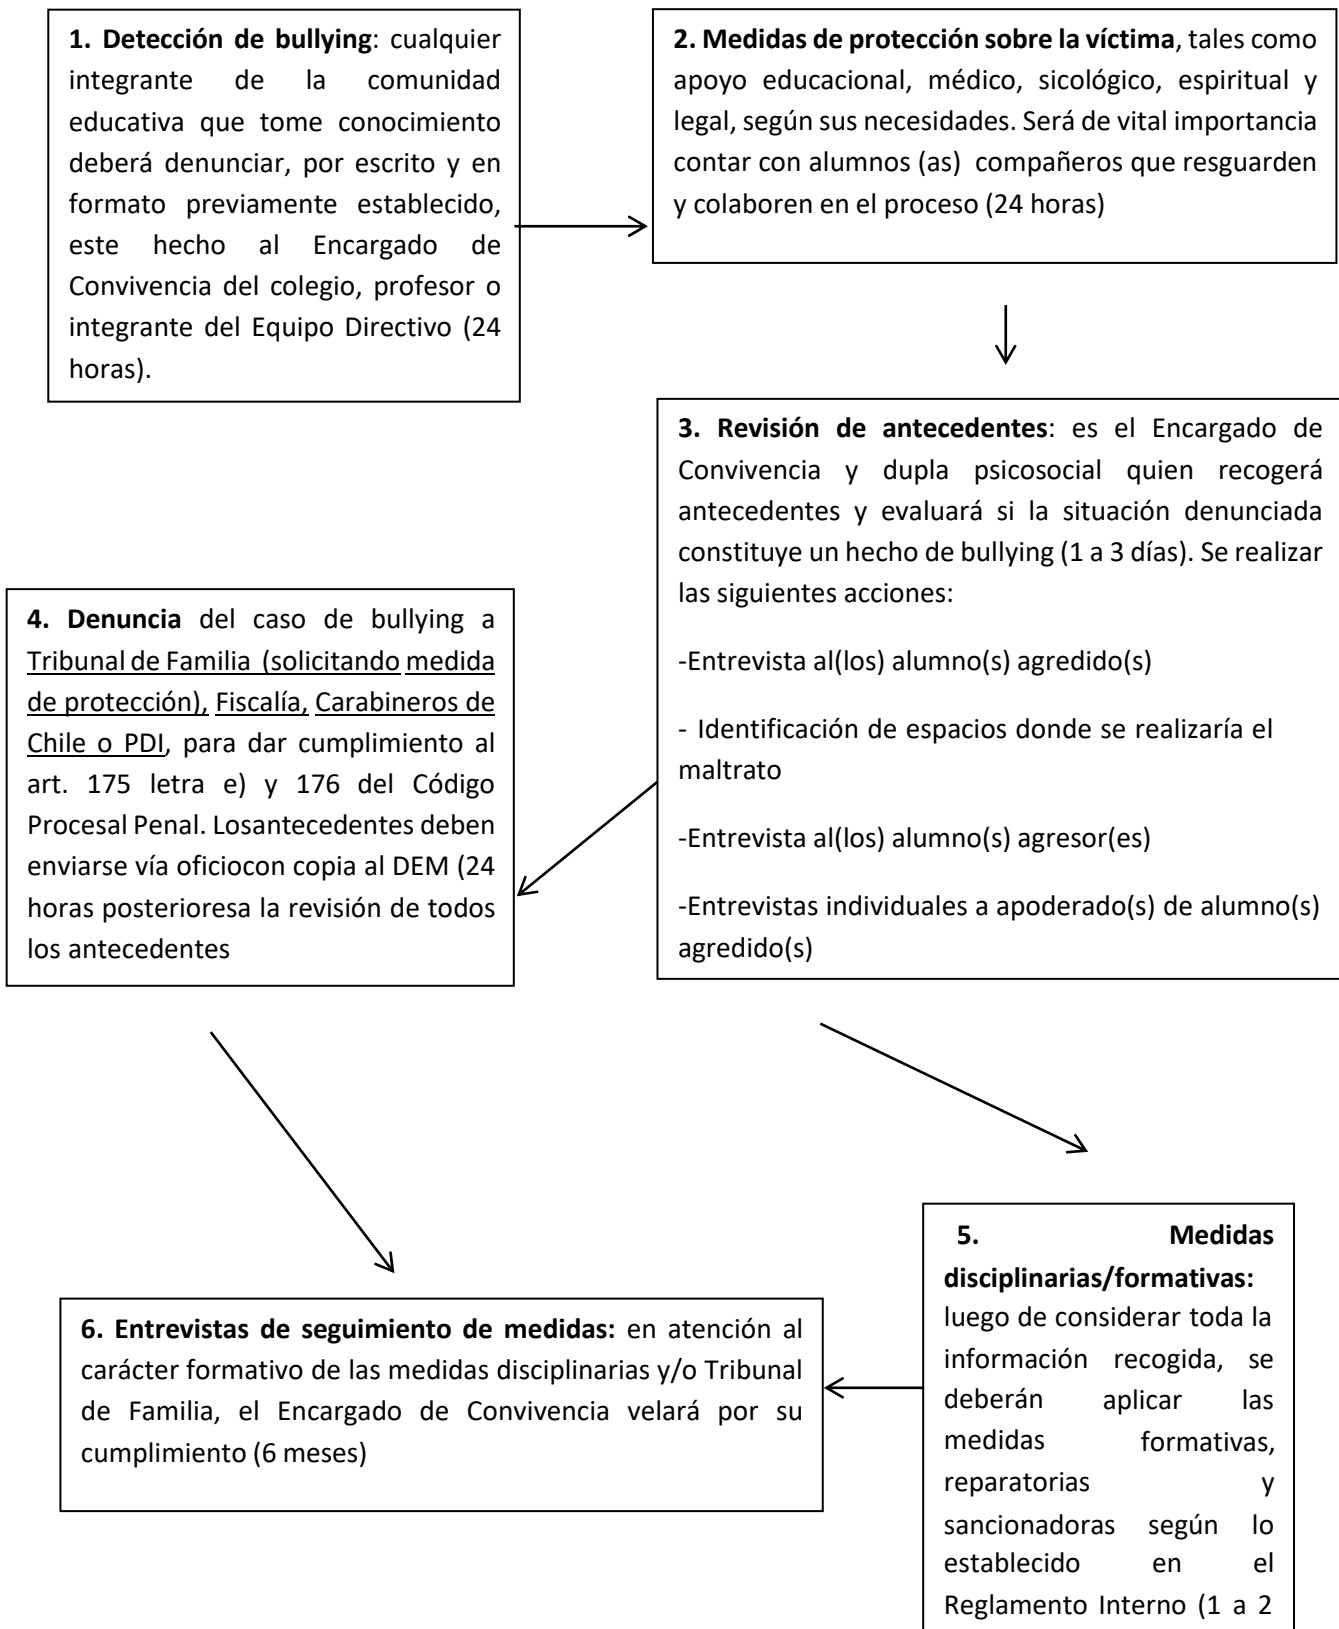 1. Detección de bullying: cualquier
integrante de la comunidad
educativa que tome conocimiento
deberá denunciar, por escrito y en
formato previamente establecido,
este hecho al Encargado de
Convivencia del colegio, profesor o
integrante del Equipo Directivo (24
horas).
2. Medidas de protección sobre la víctima, tales como
apoyo educacional, médico, sicológico, espiritual y
legal, según sus necesidades. Será de vital importancia
contar con alumnos (as) compañeros que resguarden
y colaboren en el proceso (24 horas)
3. Revisión de antecedentes: es el Encargado de
Convivencia y dupla psicosocial quien recogerá
antecedentes y evaluará si la situación denunciada
constituye un hecho de bullying (1 a 3 días). Se realizar
las siguientes acciones:
-Entrevista al(los) alumno(s) agredido(s)
- Identificación de espacios donde se realizaría el
maltrato
-Entrevista al(los) alumno(s) agresor(es)
-Entrevistas individuales a apoderado(s) de alumno(s)
agredido(s)
4. Denuncia del caso de bullying a
Tribunal de Familia (solicitando medida
de protección), Fiscalía, Carabineros de
Chile o PDI, para dar cumplimiento al
art. 175 letra e) y 176 del Código
Procesal Penal. Losantecedentes deben
enviarse vía oficiocon copia al DEM (24
horas posterioresa la revisión de todos
los antecedentes
5. Medidas
disciplinarias/formativas:
luego de considerar toda la
información recogida, se
deberán aplicar las
medidas formativas,
reparatorias y
sancionadoras según lo
establecido en el
Reglamento Interno (1 a 2
6. Entrevistas de seguimiento de medidas: en atención al
carácter formativo de las medidas disciplinarias y/o Tribunal
de Familia, el Encargado de Convivencia velará por su
cumplimiento (6 meses)